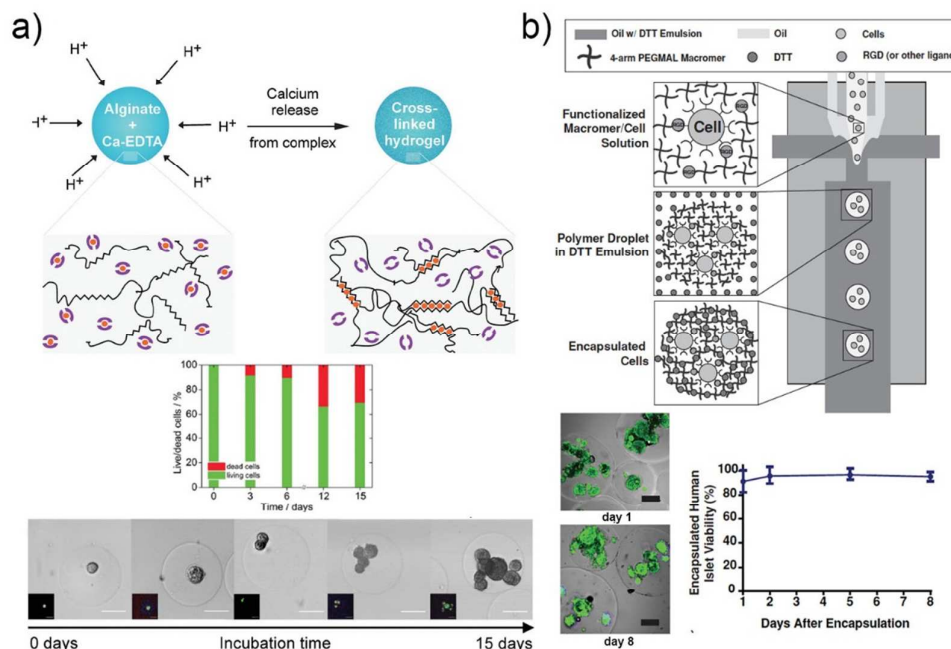 a)
H⁺
H⁺
H⁺
H⁺
H⁺
H⁺
H⁺
H⁺
Alginate
+
Ca-EDTA
Calcium
release
from complex
Cross-
linked
hydrogel
Live/dead cells / %
100
80
60
40
20
0
dead cells
living cells
0 3 6 12 15
Time / days
0 days Incubation time 15 days
b)
Oil w/ DTT Emulsion Oil Cells
4-arm PEGMAL Macromer DTT RGD (or other ligand
Functionalized
Macromer/Cell
Solution
RGD
Cell
RGD
RGD
Polymer Droplet
in DTT Emulsion
Encapsulated
Cells
day 1
day 8
Encapsulated Human
Islet Viability (%)
100
80
60
40
20
0
1 2 3 4 5 6 7 8
Days After Encapsulation